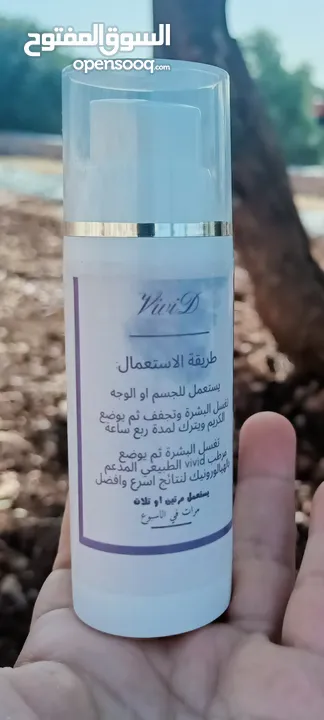 السوق المفتوح
opensooq.com
ViviD
طريقة الاستعمال:
يستعمل للجسم او الوجه
تغسل البشرة وتجفف ثم يوضع
الكريم ويترك لمدة ربع ساعة
تغسل البشرة ثم يوضع
مرطب vivid الطبيعي المدعم
بالهيالورونيك لنتائج اسرع وافضل
يستعمل مرتين او ثلاث
مرات في الاسبوع